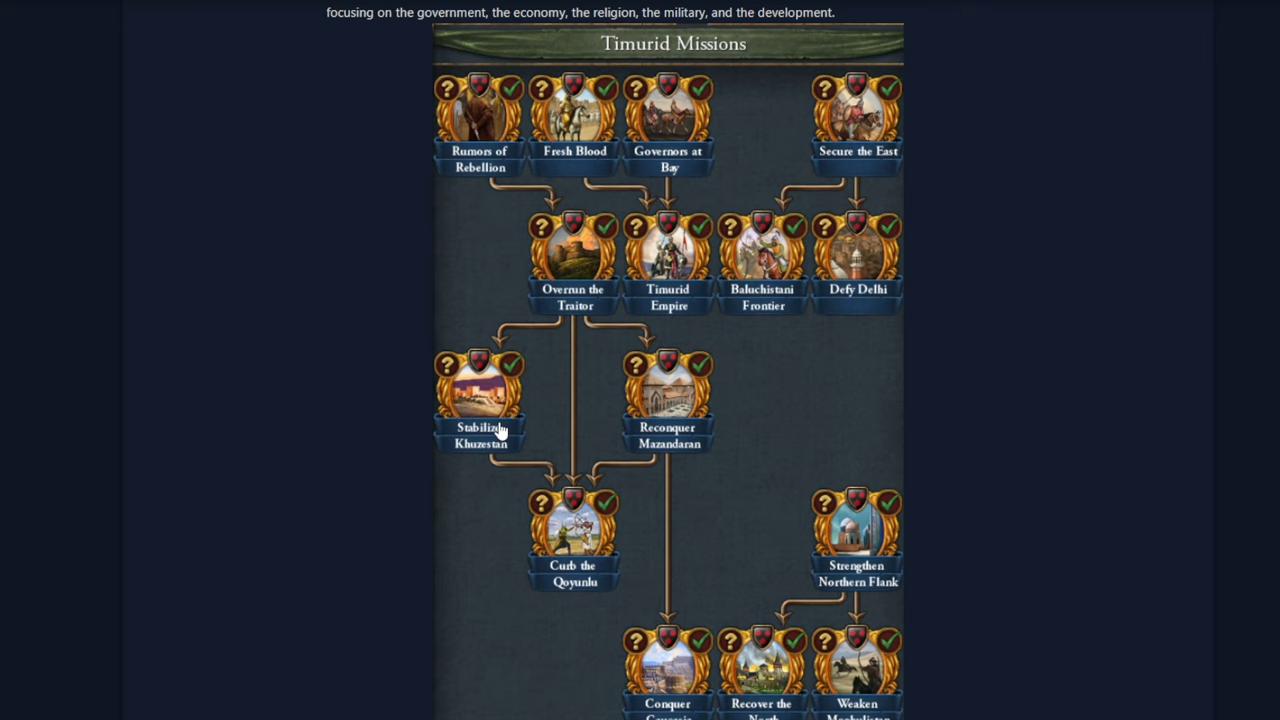 focusing on the government, the economy, the religion, the military, and the development.
Timurid Missions
Rumors of
Rebellion
Fresh Blood
Governors at
Bay
Secure the East
Overrun the
Traitor
Timurid
Empire
Baluchistani
Frontier
Defy Delhi
Stabilize
Khuzestan
Reconquer
Mazandaran
Curb the
Qoyunlu
Strengthen
Northern Flank
Conquer
Recover the
North
Weaken